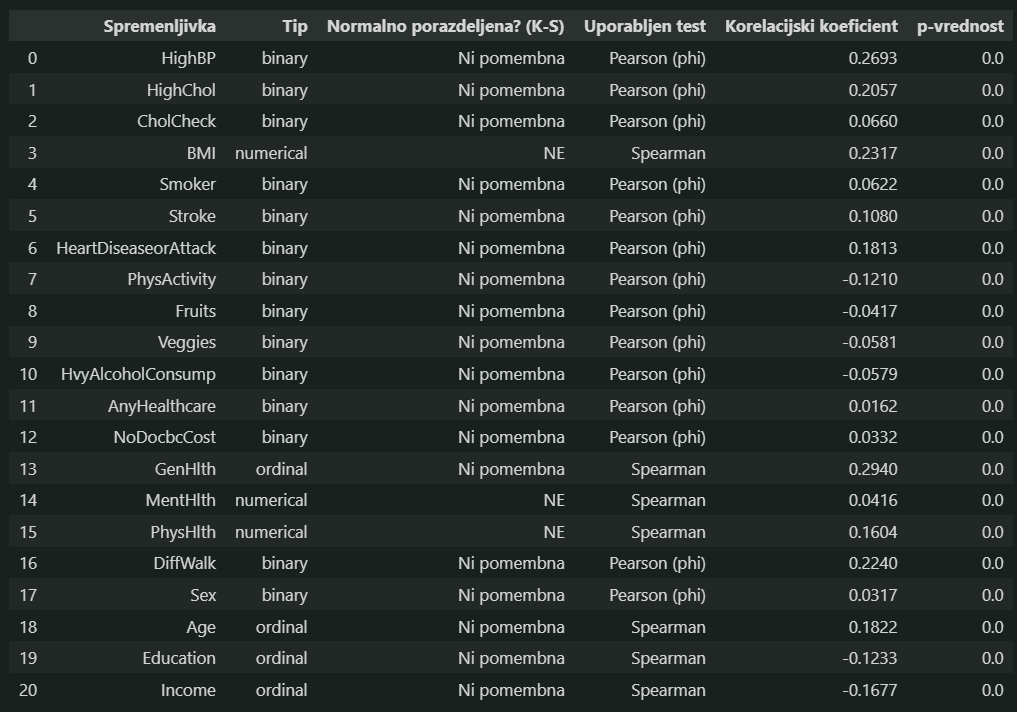 Spremenljivka Tip Normalno porazdeljena? (K-S) Uporabljen test Korelacijski koeficient p-vrednost
0 HighBP binary Ni pomembna Pearson (phi) 0.2693 0.0
1 HighChol binary Ni pomembna Pearson (phi) 0.2057 0.0
2 CholCheck binary Ni pomembna Pearson (phi) 0.0660 0.0
3 BMI numerical NE Spearman 0.2317 0.0
4 Smoker binary Ni pomembna Pearson (phi) 0.0622 0.0
5 Stroke binary Ni pomembna Pearson (phi) 0.1080 0.0
6 HeartDiseaseorAttack binary Ni pomembna Pearson (phi) 0.1813 0.0
7 PhysActivity binary Ni pomembna Pearson (phi) -0.1210 0.0
8 Fruits binary Ni pomembna Pearson (phi) -0.0417 0.0
9 Veggies binary Ni pomembna Pearson (phi) -0.0581 0.0
10 HvyAlcoholConsump binary Ni pomembna Pearson (phi) -0.0579 0.0
11 AnyHealthcare binary Ni pomembna Pearson (phi) 0.0162 0.0
12 NoDocbcCost binary Ni pomembna Pearson (phi) 0.0332 0.0
13 GenHlth ordinal Ni pomembna Spearman 0.2940 0.0
14 MentHlth numerical NE Spearman 0.0416 0.0
15 PhysHlth numerical NE Spearman 0.1604 0.0
16 DiffWalk binary Ni pomembna Pearson (phi) 0.2240 0.0
17 Sex binary Ni pomembna Pearson (phi) 0.0317 0.0
18 Age ordinal Ni pomembna Spearman 0.1822 0.0
19 Education ordinal Ni pomembna Spearman -0.1233 0.0
20 Income ordinal Ni pomembna Spearman -0.1677 0.0